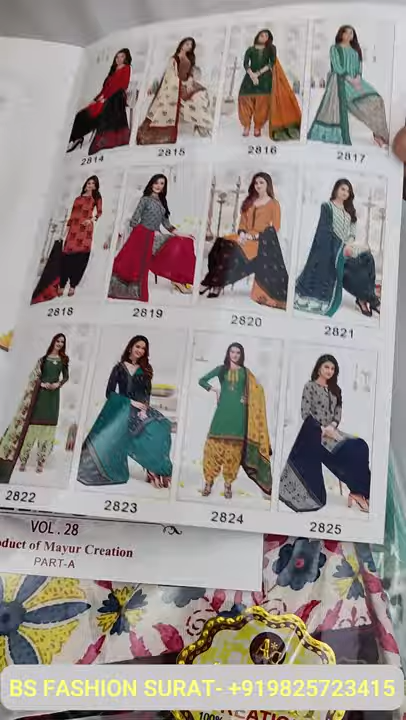 2814 2815 2816 2817
2818 2819 2820 2821
2822 2823 2824 2825
VOL. 28
oduct of Mayur Creation
PART-A
100%
BS FASHION SURAT- +919825723415